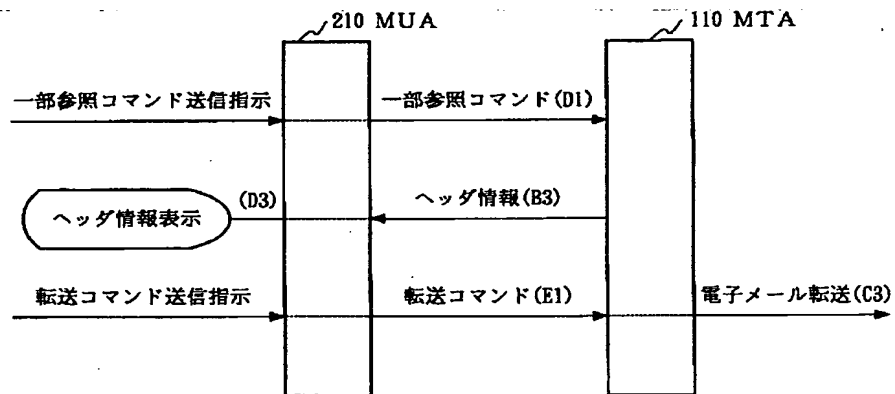 210 MUA
110 MTA
一部参照コマンド送信指示
一部参照コマンド(D1)
ヘッダ情報表示
(D3)
ヘッダ情報(B3)
転送コマンド送信指示
転送コマンド(E1)
電子メール転送(C3)